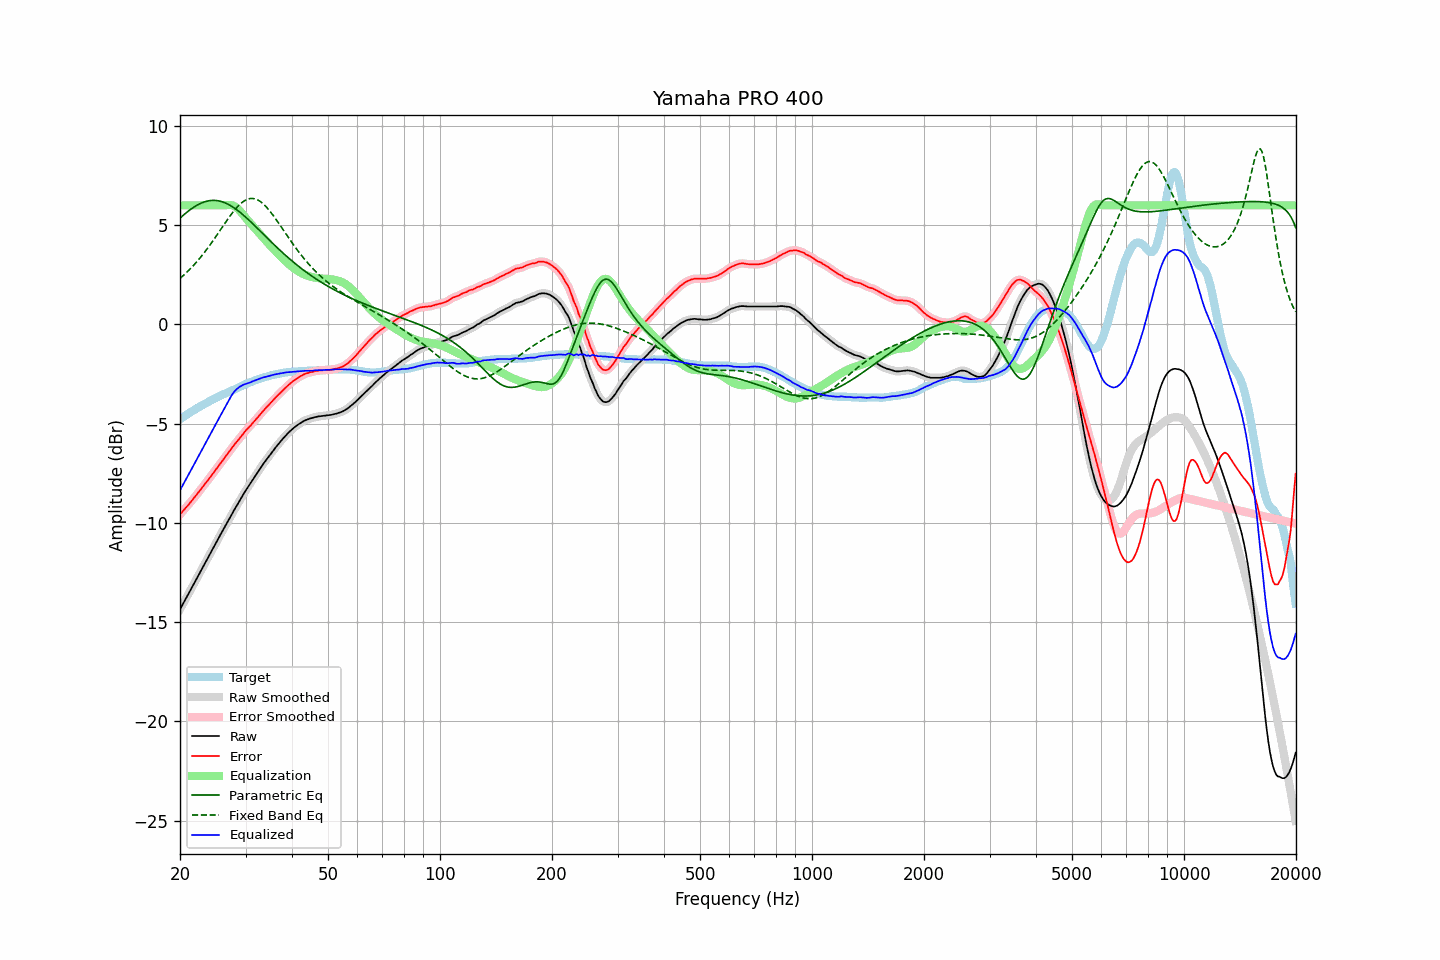 Yamaha PRO 400
10
5
0
−5
−10
−15
−20
−25
Amplitude (dBr)
Target
Raw Smoothed
Error Smoothed
Raw
Error
Equalization
Parametric Eq
Fixed Band Eq
Equalized
20 50 100 200 500 1000 2000 5000 10000 20000
Frequency (Hz)